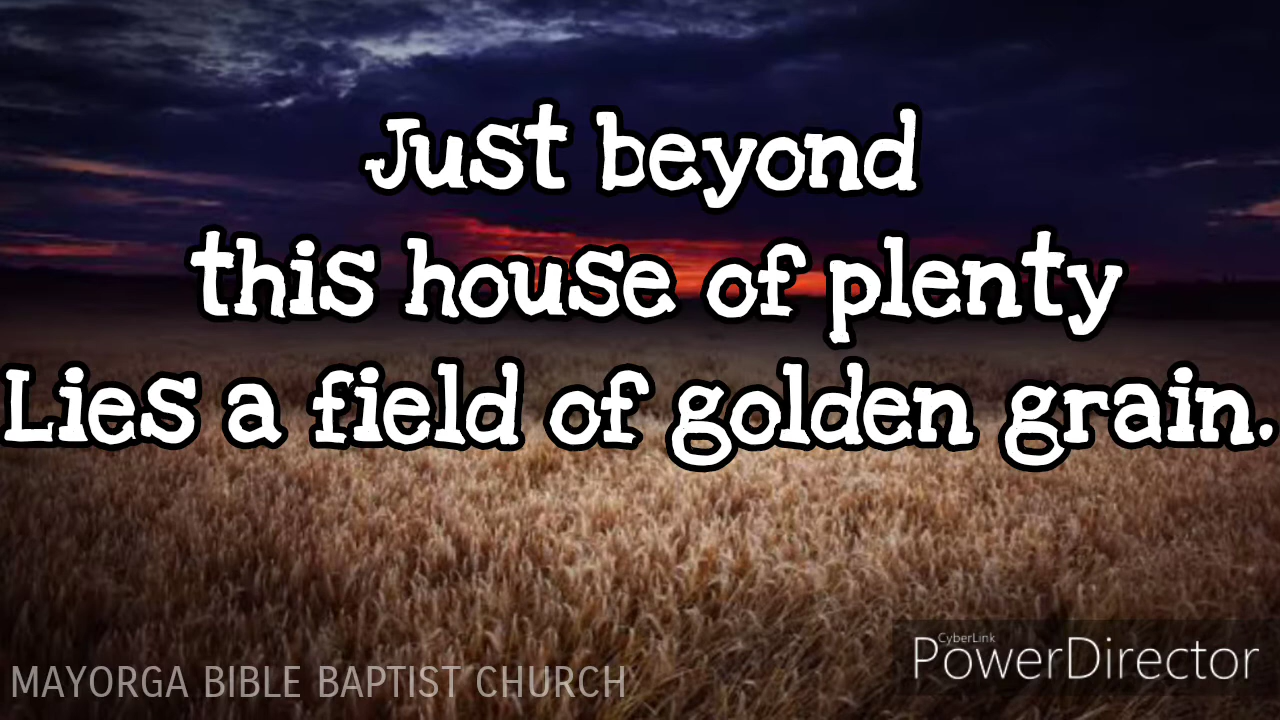 Just beyond
this house of plenty
Lies a field of golden grain.
CyberLink
PowerDirector
MAYORGA BIBLE BAPTIST CHURCH